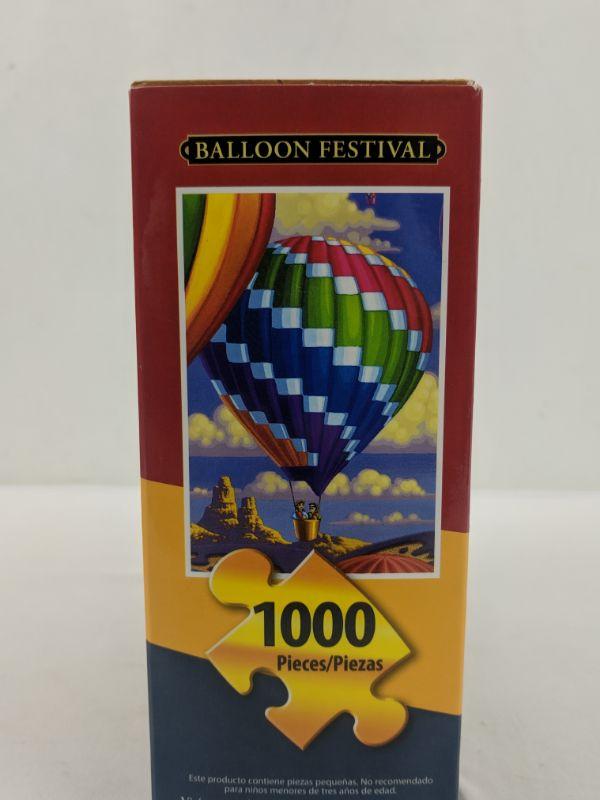 BALLOON FESTIVAL
1000
Pieces/Piezas
Este producto contiene piezas pequeñas. No recomendado
para niños menores de tres años de edad.